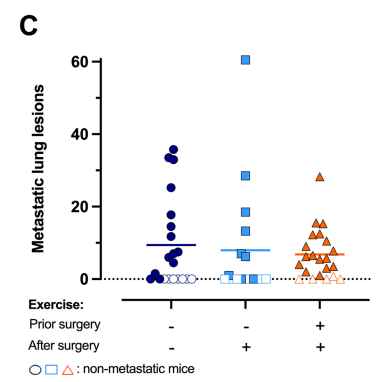 C
Metastatic lung lesions
60
40
20
0
Exercise:
Prior surgery - - +
After surgery - + +
: non-metastatic mice